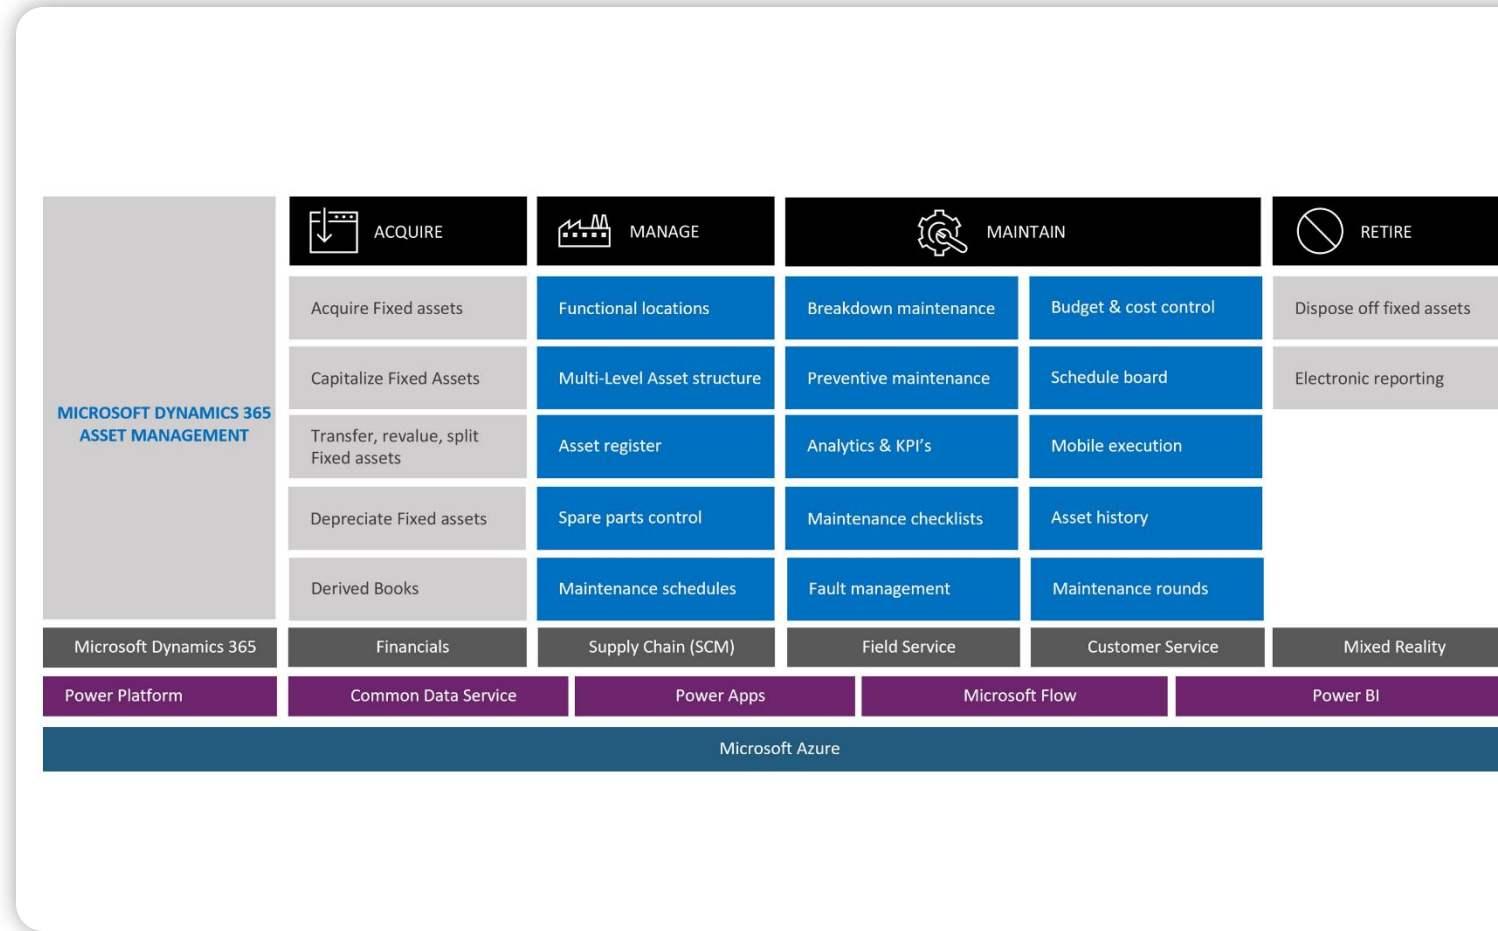 MICROSOFT DYNAMICS 365
ASSET MANAGEMENT
ACQUIRE
Acquire Fixed assets
Capitalize Fixed Assets
Transfer, revalue, split
Fixed assets
Depreciate Fixed assets
Derived Books
MANAGE
Functional locations
Multi-Level Asset structure
Asset register
Spare parts control
Maintenance schedules
MAINTAIN
Breakdown maintenance
Preventive maintenance
Analytics & KPI's
Maintenance checklists
Fault management
Budget & cost control
Schedule board
Mobile execution
Asset history
Maintenance rounds
RETIRE
Dispose off fixed assets
Electronic reporting
Microsoft Dynamics 365
Financials
Supply Chain (SCM)
Field Service
Customer Service
Mixed Reality
Power Platform
Common Data Service
Power Apps
Microsoft Flow
Power BI
Microsoft Azure